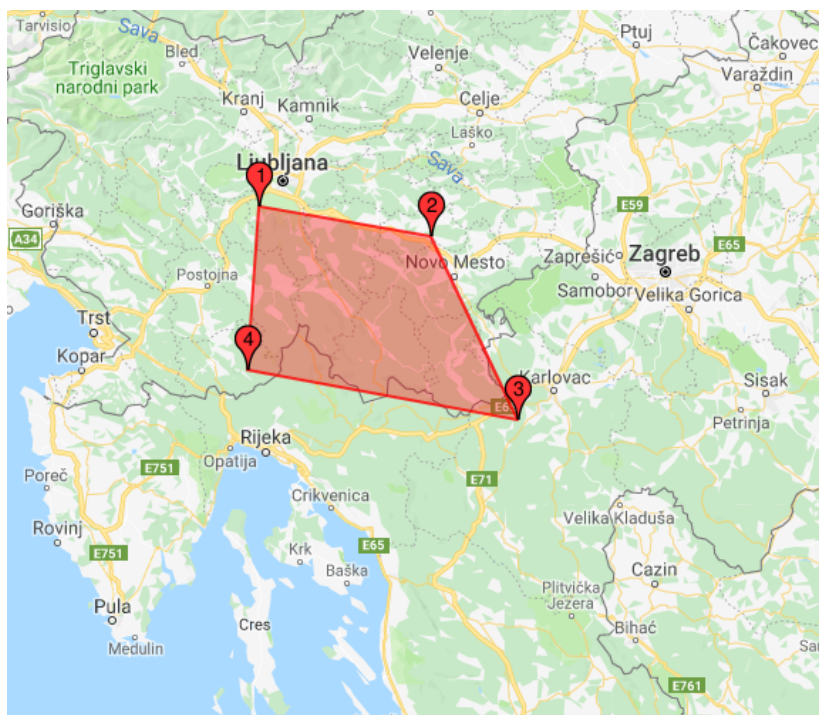 Tarvisio
Sava
Bled
Velenje
Ptuj
Čakovec
Triglavski
narodni park
Varaždin
Kranj
Kamnik
Celje
Laško
Ljubljana
Sava
1
Goriška
2
E59
A34
Novo Mesto
Zaprešić
Zagreb
E65
Postojna
Samobor
Velika Gorica
Trst
4
Kopar
3
Karlovac
Sisak
Petrinja
Rijeka
Opatija
E751
E71
Poreč
Crikvenica
Velika Kladuša
Rovinj
E751
E65
Krk
Baška
Plitvička
Jezera
Cazin
Pula
Cres
Medulin
Bihać
E761